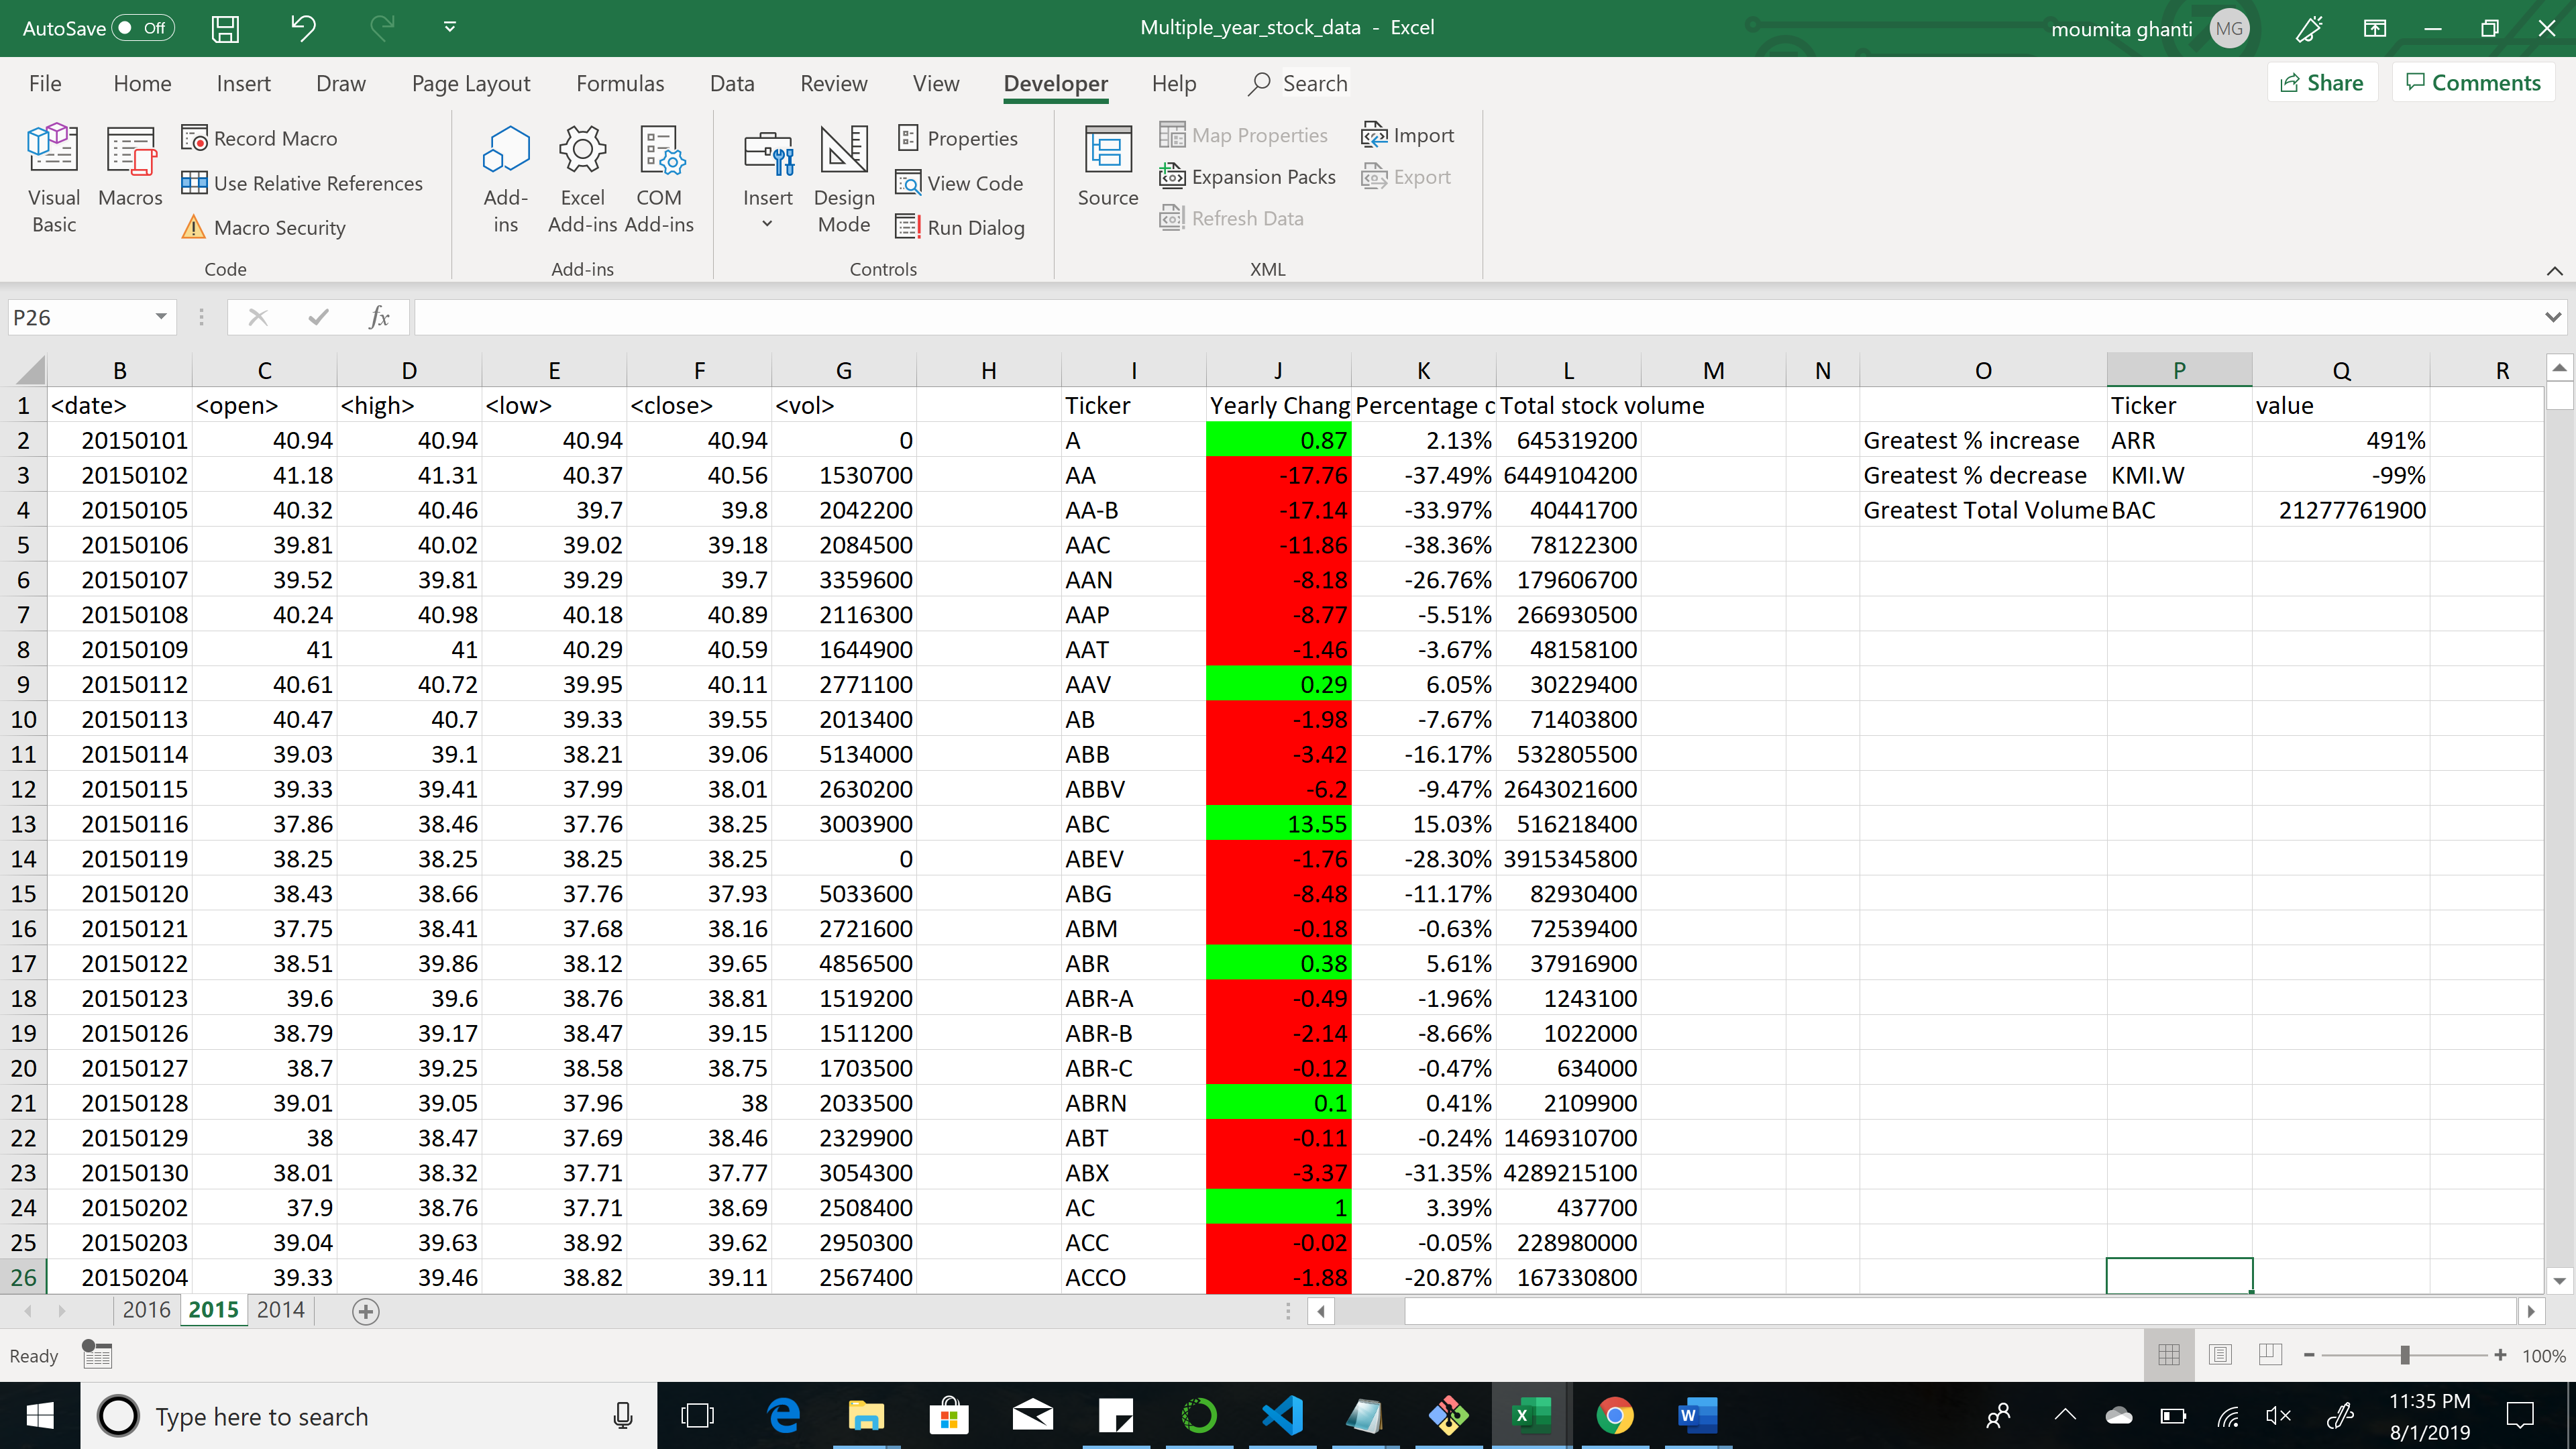 AutoSave Off Multiple_year_stock_data - Excel moumita ghanti MG
File Home Insert Draw Page Layout Formulas Data Review View Developer Help Search Share Comments
Visual Basic
Macros
Record Macro
Use Relative References
Macro Security
Code
Add-ins
Excel Add-ins
COM Add-ins
Add-ins
Insert
Design Mode
Properties
View Code
Run Dialog
Controls
Source
Map Properties
Expansion Packs
Refresh Data
Import
Export
XML
P26 fx
B C D E F G H I J K L M N O P Q R
1 <date> <open> <high> <low> <close> <vol> Ticker Yearly Chang Percentage c Total stock volume Ticker value
2 20150101 40.94 40.94 40.94 40.94 0 A 0.87 2.13% 645319200 Greatest % increase ARR 491%
3 20150102 41.18 41.31 40.37 40.56 1530700 AA -17.76 -37.49% 6449104200 Greatest % decrease KMI.W -99%
4 20150105 40.32 40.46 39.7 39.8 2042200 AA-B -17.14 -33.97% 40441700 Greatest Total Volume BAC 21277761900
5 20150106 39.81 40.02 39.02 39.18 2084500 AAC -11.86 -38.36% 78122300
6 20150107 39.52 39.81 39.29 39.7 3359600 AAN -8.18 -26.76% 179606700
7 20150108 40.24 40.98 40.18 40.89 2116300 AAP -8.77 -5.51% 266930500
8 20150109 41 41 40.29 40.59 1644900 AAT -1.46 -3.67% 48158100
9 20150112 40.61 40.72 39.95 40.11 2771100 AAV 0.29 6.05% 30229400
10 20150113 40.47 40.7 39.33 39.55 2013400 AB -1.98 -7.67% 71403800
11 20150114 39.03 39.1 38.21 39.06 5134000 ABB -3.42 -16.17% 532805500
12 20150115 39.33 39.41 37.99 38.01 2630200 ABBV -6.2 -9.47% 2643021600
13 20150116 37.86 38.46 37.76 38.25 3003900 ABC 13.55 15.03% 516218400
14 20150119 38.25 38.25 38.25 38.25 0 ABEV -1.76 -28.30% 3915345800
15 20150120 38.43 38.66 37.76 37.93 5033600 ABG -8.48 -11.17% 82930400
16 20150121 37.75 38.41 37.68 38.16 2721600 ABM -0.18 -0.63% 72539400
17 20150122 38.51 39.86 38.12 39.65 4856500 ABR 0.38 5.61% 37916900
18 20150123 39.6 39.6 38.76 38.81 1519200 ABR-A -0.49 -1.96% 1243100
19 20150126 38.79 39.17 38.47 39.15 1511200 ABR-B -2.14 -8.66% 1022000
20 20150127 38.7 39.25 38.58 38.75 1703500 ABR-C -0.12 -0.47% 634000
21 20150128 39.01 39.05 37.96 38 2033500 ABRN 0.1 0.41% 2109900
22 20150129 38 38.47 37.69 38.46 2329900 ABT -0.11 -0.24% 1469310700
23 20150130 38.01 38.32 37.71 37.77 3054300 ABX -3.37 -31.35% 4289215100
24 20150202 37.9 38.76 37.71 38.69 2508400 AC 1 3.39% 437700
25 20150203 39.04 39.63 38.92 39.62 2950300 ACC -0.02 -0.05% 228980000
26 20150204 39.33 39.46 38.82 39.11 2567400 ACCO -1.88 -20.87% 167330800
2016 2015 2014
Ready 100%
Type here to search
11:35 PM
8/1/2019